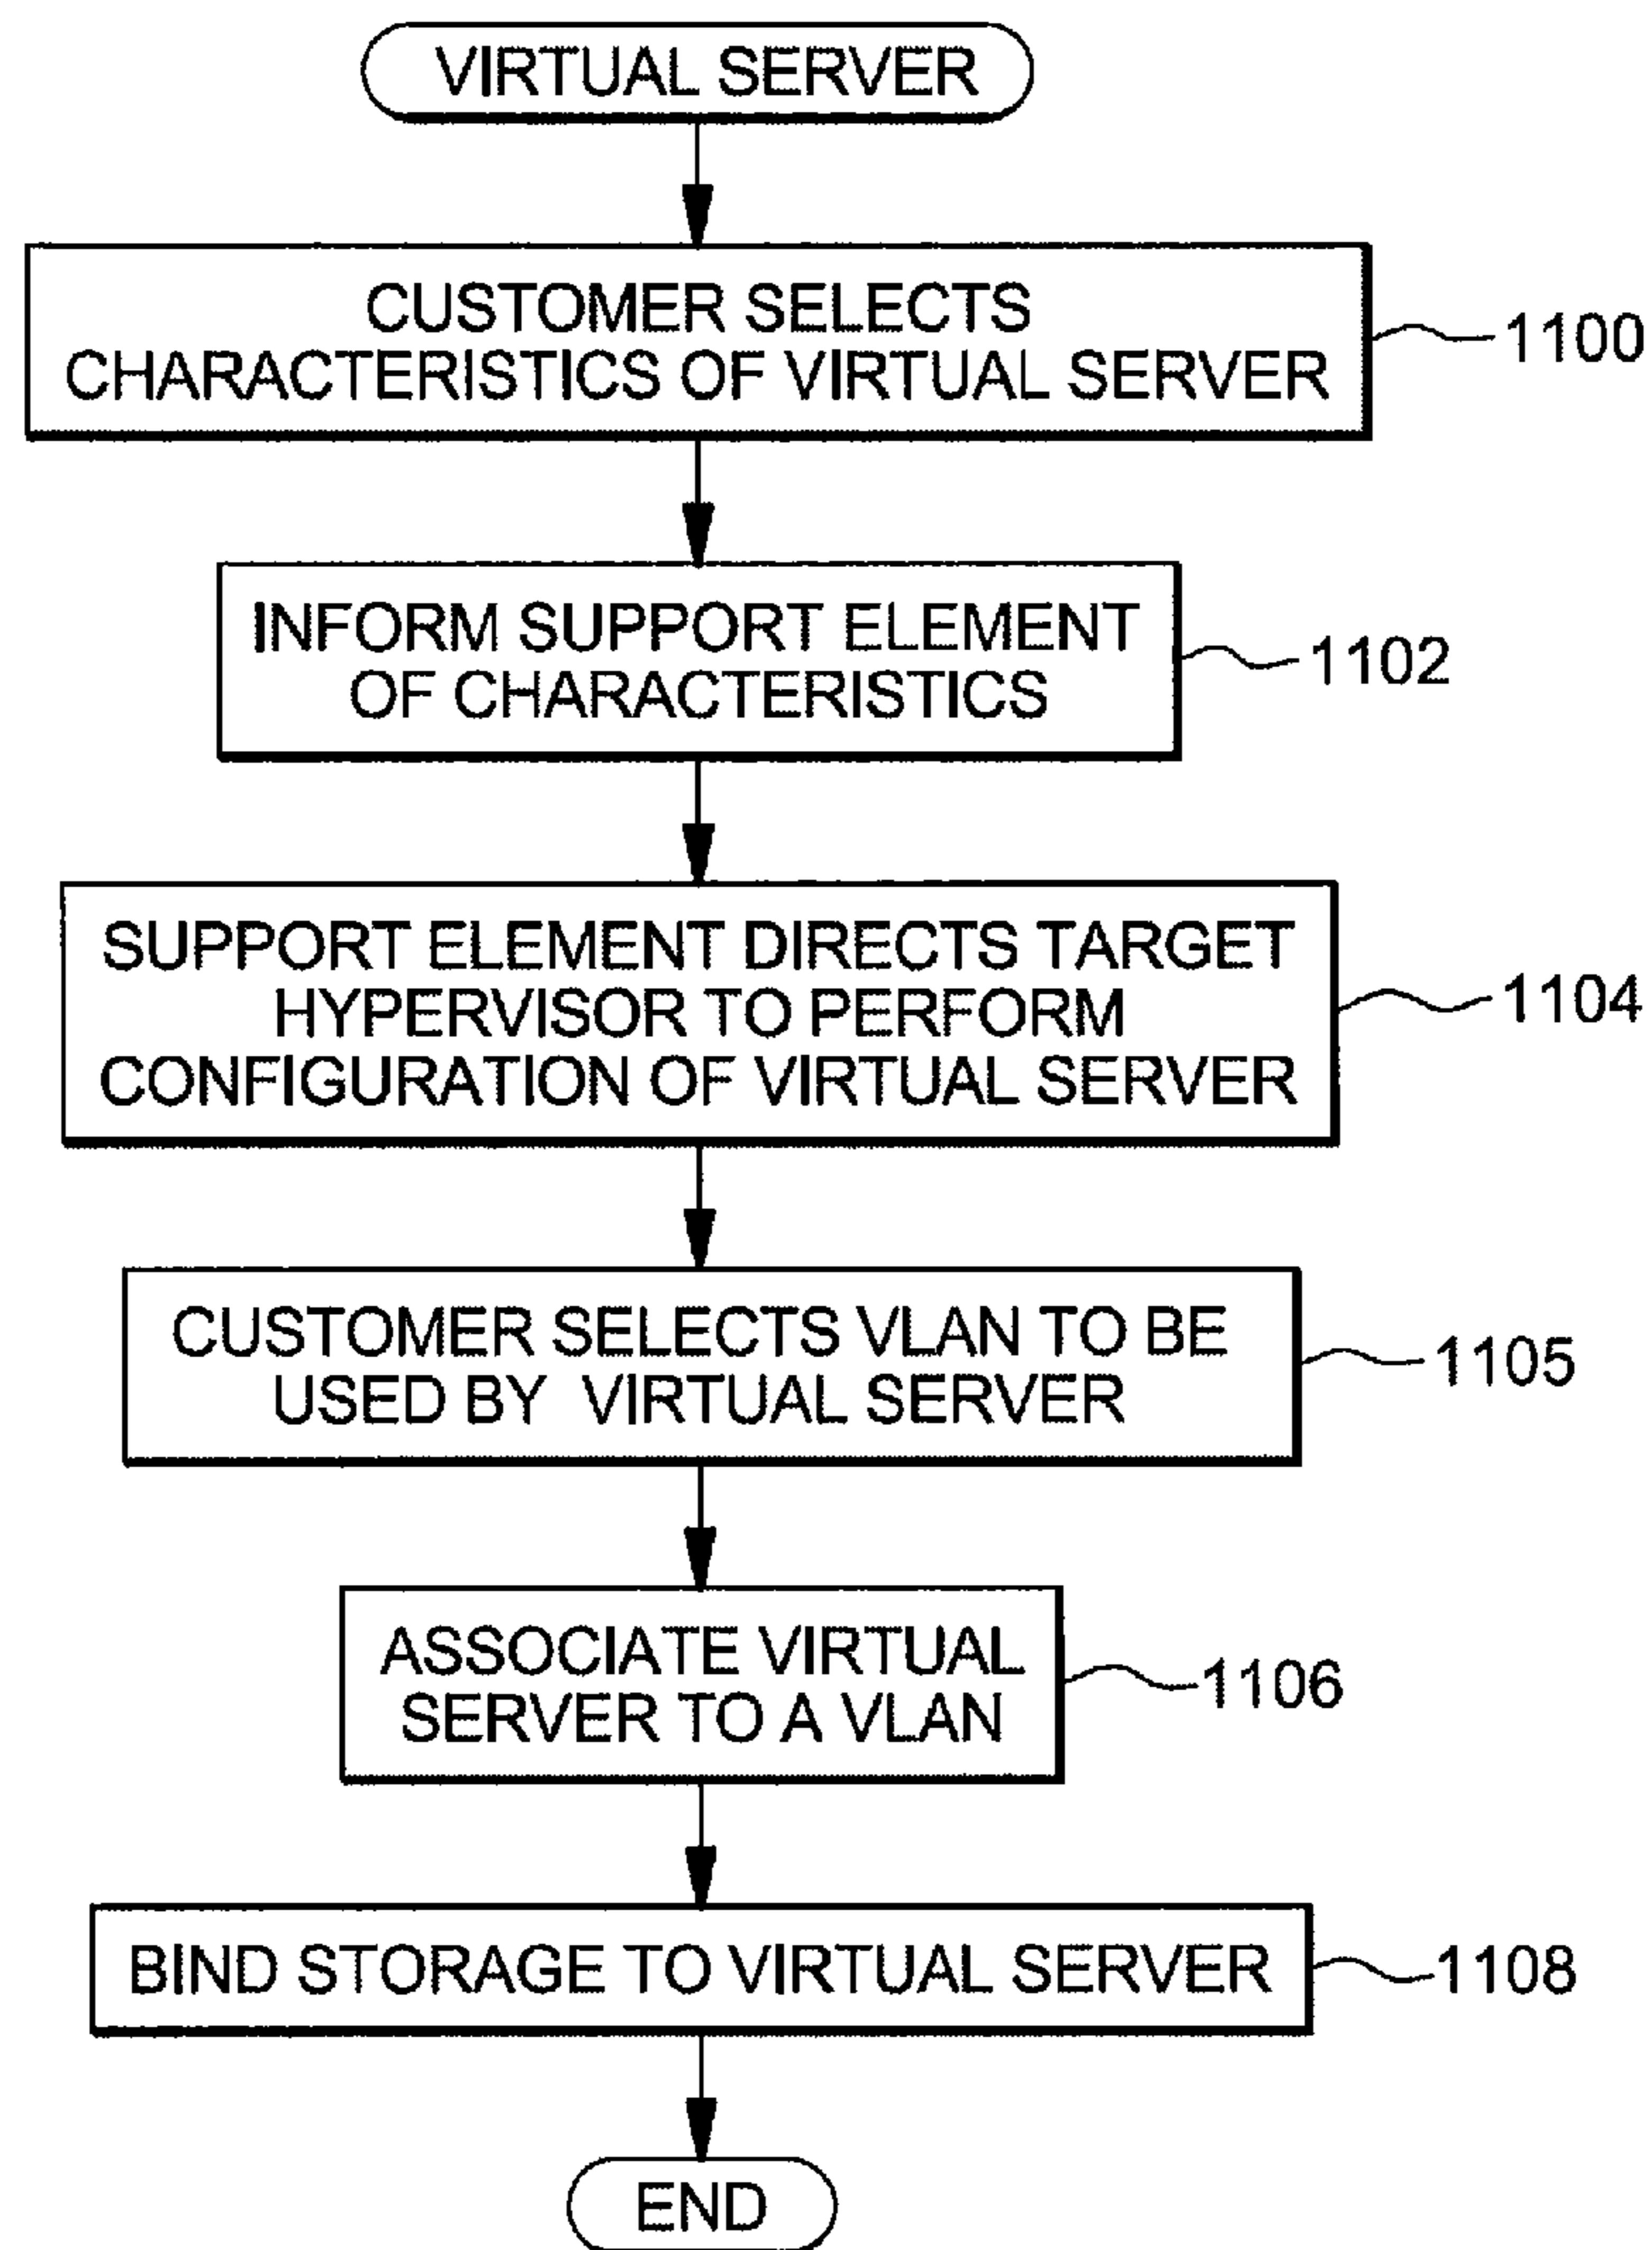 VIRTUAL SERVER
CUSTOMER SELECTS
CHARACTERISTICS OF VIRTUAL SERVER
1100
INFORM SUPPORT ELEMENT
OF CHARACTERISTICS
1102
SUPPORT ELEMENT DIRECTS TARGET
HYPERVISOR TO PERFORM
CONFIGURATION OF VIRTUAL SERVER
1104
CUSTOMER SELECTS VLAN TO BE
USED BY VIRTUAL SERVER
1105
ASSOCIATE VIRTUAL
SERVER TO A VLAN
1106
BIND STORAGE TO VIRTUAL SERVER
1108
END